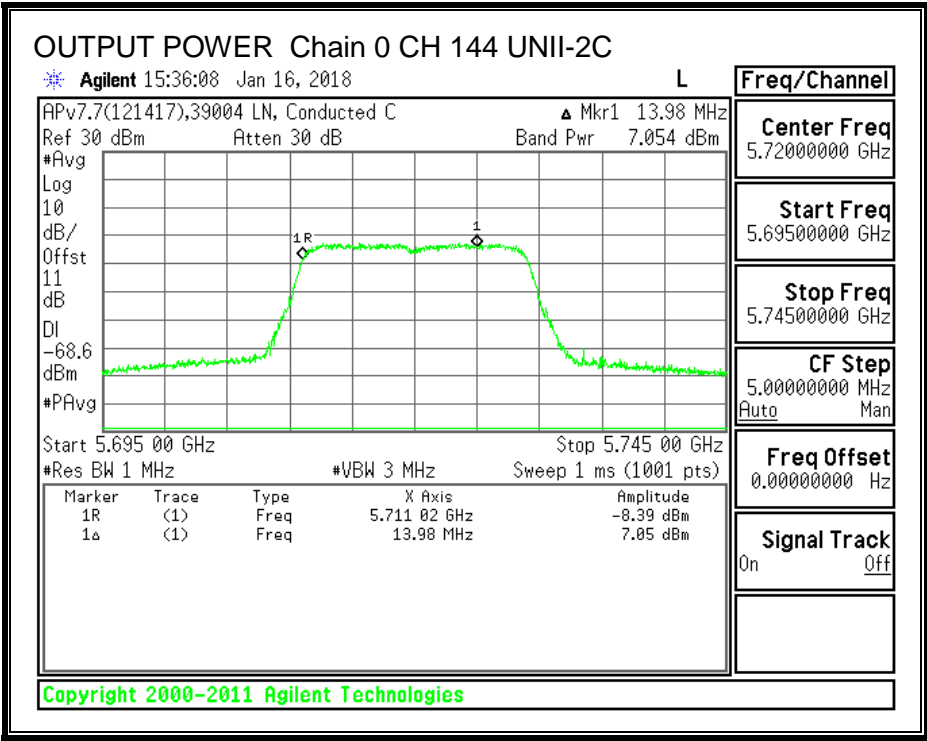 OUTPUT POWER  Chain 0 CH 144 UNII-2C
Agilent 15:36:08  Jan 16, 2018  L
Freq/Channel
APv7.7(121417),39004 LN, Conducted C  Δ Mkr1  13.98 MHz
Ref 30 dBm  Atten 30 dB  Band Pwr  7.054 dBm
#Avg
Log
10
dB/
Offst
11
dB
DI
-68.6
dBm
#PAvg
1R
1
Start 5.695 00 GHz  Stop 5.745 00 GHz
#Res BW 1 MHz  #VBW 3 MHz  Sweep 1 ms (1001 pts)
Marker  Trace  Type  X Axis  Amplitude
1R  (1)  Freq  5.711 02 GHz  -8.39 dBm
1Δ  (1)  Freq  13.98 MHz  7.05 dBm
Center Freq
5.72000000 GHz
Start Freq
5.69500000 GHz
Stop Freq
5.74500000 GHz
CF Step
5.00000000 MHz
Auto  Man
Freq Offset
0.00000000 Hz
Signal Track
On  Off
Copyright 2000-2011 Agilent Technologies